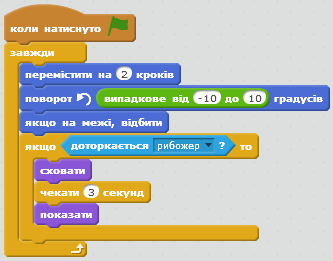 коли натиснуто
завжди
перемістити на 2 кроків
поворот випадкове від -10 до 10 градусів
якщо на межі, відбити
якщо доторкається рибожер ? то
сховати
чекати 3 секунд
показати